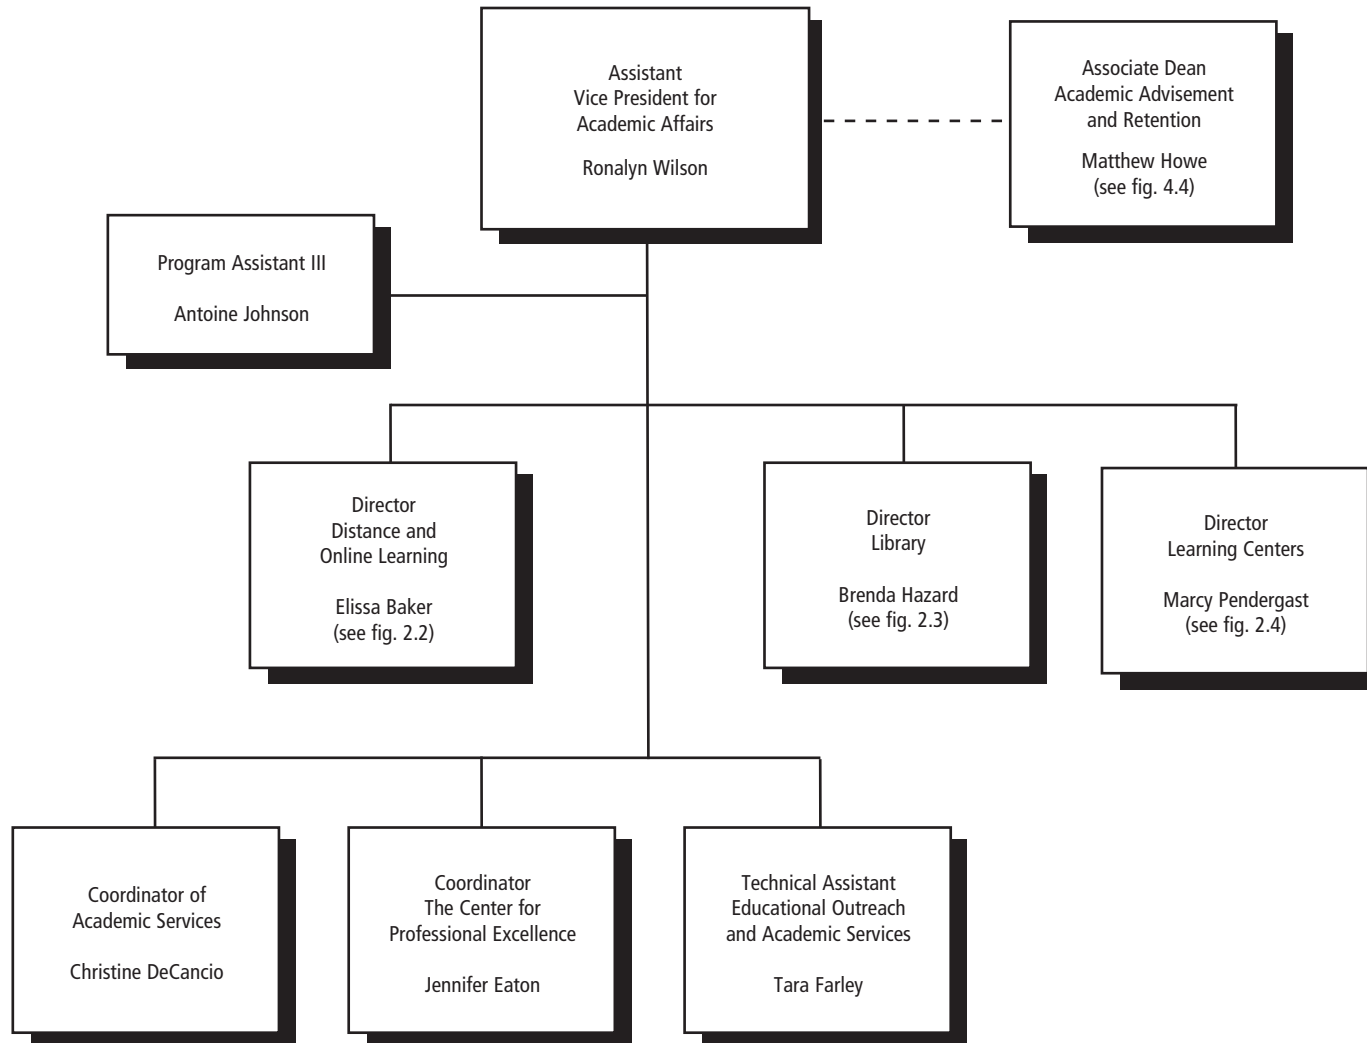 Assistant
Vice President for
Academic Affairs
Ronalyn Wilson
Associate Dean
Academic Advisement
and Retention
Matthew Howe
(see fig. 4.4)
Program Assistant III
Antoine Johnson
Director
Distance and
Online Learning
Elissa Baker
(see fig. 2.2)
Director
Library
Brenda Hazard
(see fig. 2.3)
Director
Learning Centers
Marcy Pendergast
(see fig. 2.4)
Coordinator of
Academic Services
Christine DeCancio
Coordinator
The Center for
Professional Excellence
Jennifer Eaton
Technical Assistant
Educational Outreach
and Academic Services
Tara Farley